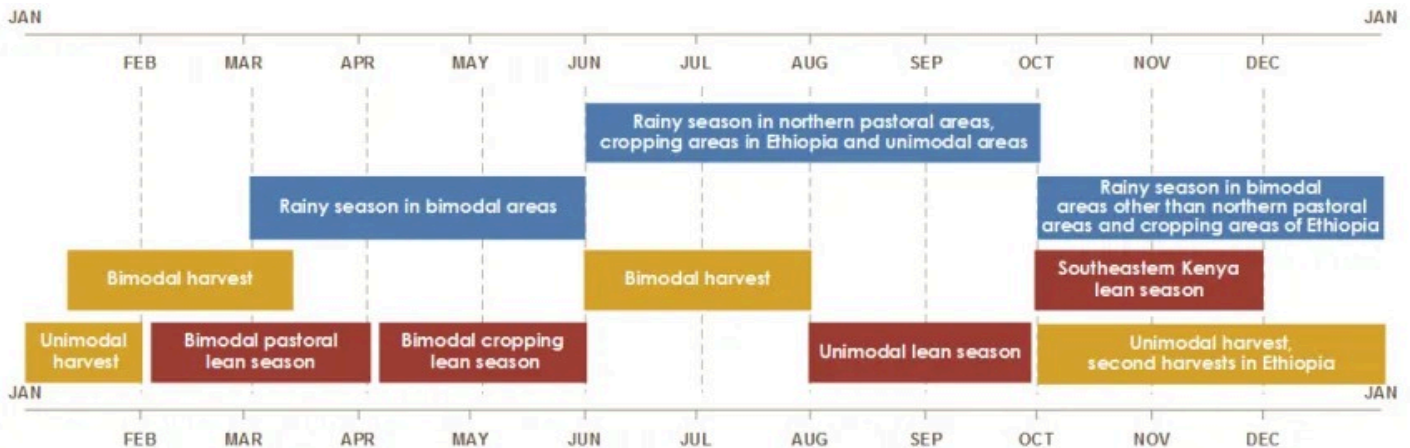 JAN JAN
FEB MAR APR MAY JUN JUL AUG SEP OCT NOV DEC
Rainy season in northern pastoral areas,
cropping areas in Ethiopia and unimodal areas
Rainy season in bimodal areas
Rainy season in bimodal
areas other than northern pastoral
areas and cropping areas of Ethiopia
Bimodal harvest
Bimodal harvest
Southeastern Kenya
lean season
Unimodal
harvest
Bimodal pastoral
lean season
Bimodal cropping
lean season
Unimodal lean season
Unimodal harvest,
second harvests in Ethiopia
JAN JAN
FEB MAR APR MAY JUN JUL AUG SEP OCT NOV DEC